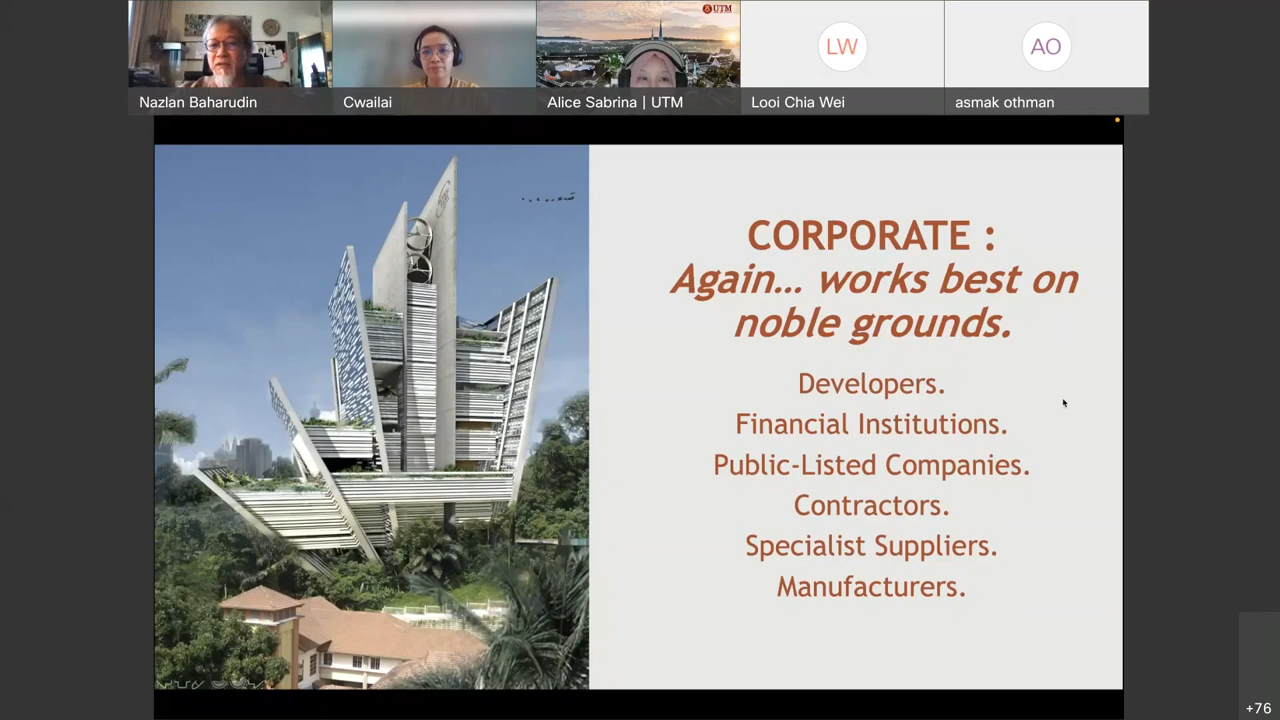 UTM
LW
AO
Nazlan Baharudin
Cwailai
Alice Sabrina | UTM
Looi Chia Wei
asmak othman
CORPORATE :
Again... works best on
noble grounds.
Developers.
Financial Institutions.
Public-Listed Companies.
Contractors.
Specialist Suppliers.
Manufacturers.
+76